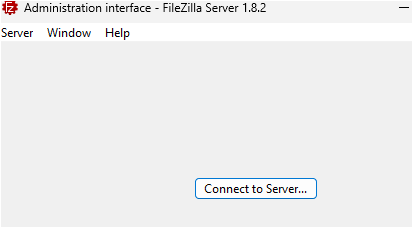 Administration interface - FileZilla Server 1.8.2
Server Window Help
Connect to Server...